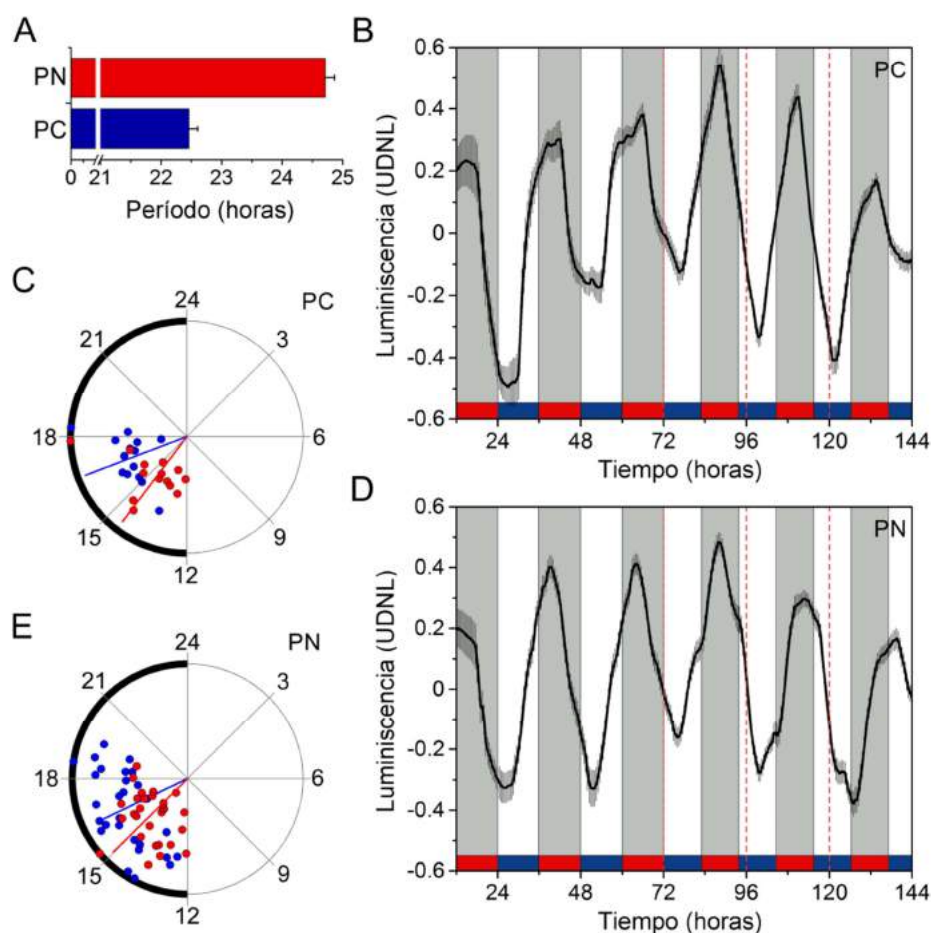 A
PN
PC
0 21 22 23 24 25
Período (horas)
B
PC
0.6
0.4
0.2
0
-0.2
-0.4
-0.6
Luminiscencia (UDNL)
24 48 72 96 120 144
Tiempo (horas)
C
PC
24
21 3
18 6
15 9
12
D
PN
0.6
0.4
0.2
0
-0.2
-0.4
-0.6
Luminiscencia (UDNL)
24 48 72 96 120 144
Tiempo (horas)
E
PN
24
21 3
18 6
15 9
12